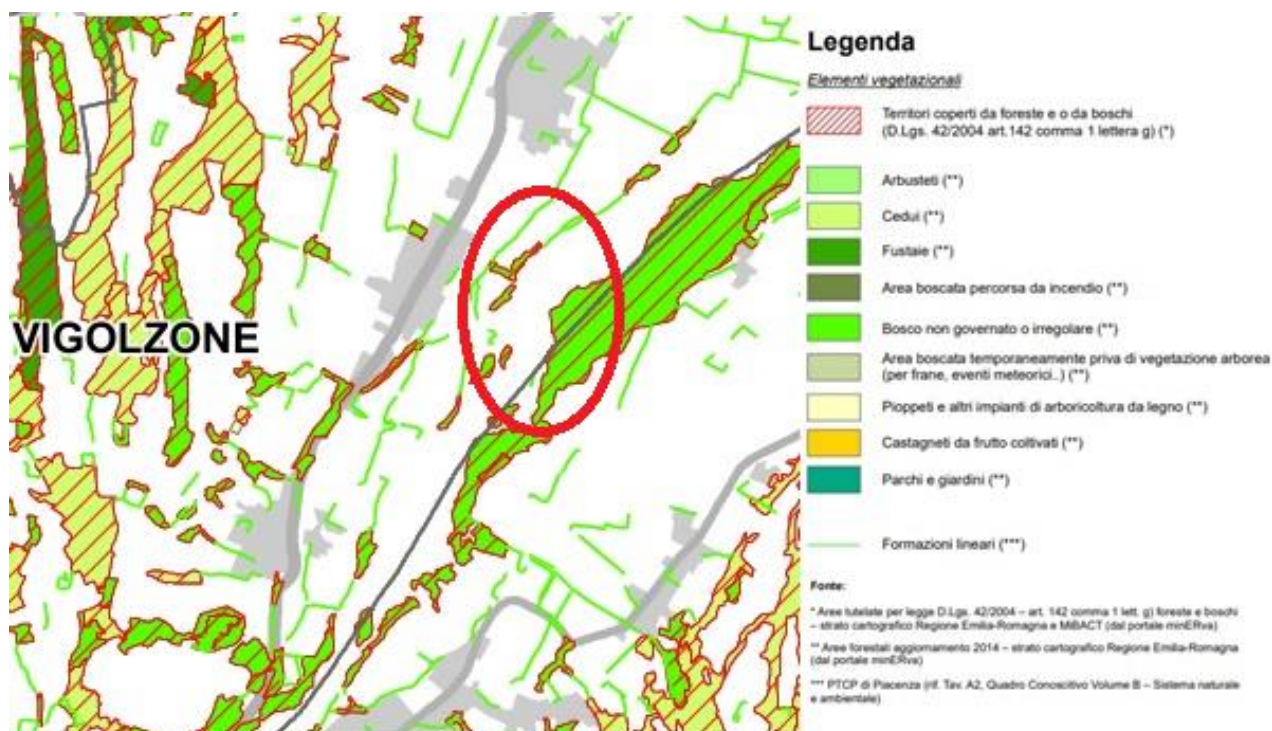 VIGOLZONE
Legenda
Elementi vegetazionali
Territori coperti da foreste e o da boschi
(D.Lgs. 42/2004 art.142 comma 1 lettera g) (*)
Arbusteti (**)
Cedui (**)
Fustaie (**)
Area boscata percorsa da incendio (**)
Bosco non governato o irregolare (**)
Area boscata temporaneamente priva di vegetazione arborea
(per frane, eventi meteorici..) (**)
Pioppeti e altri impianti di arboricoltura da legno (**)
Castagneti da frutto coltivati (**)
Parchi e giardini (**)
Formazioni lineari (***)
Fonte:
* Aree tutelate per legge D.Lgs. 42/2004 – art. 142 comma 1 lett. g) foreste e boschi
– strato cartografico Regione Emilia-Romagna e MiBACT (dal portale minERva)
** Aree forestali aggiornamento 2014 – strato cartografico Regione Emilia-Romagna
(dal portale minERva)
*** PTCP di Piacenza (rif. Tav. A2, Quadro Conoscitivo Volume B – Sistema naturale
e ambientale)